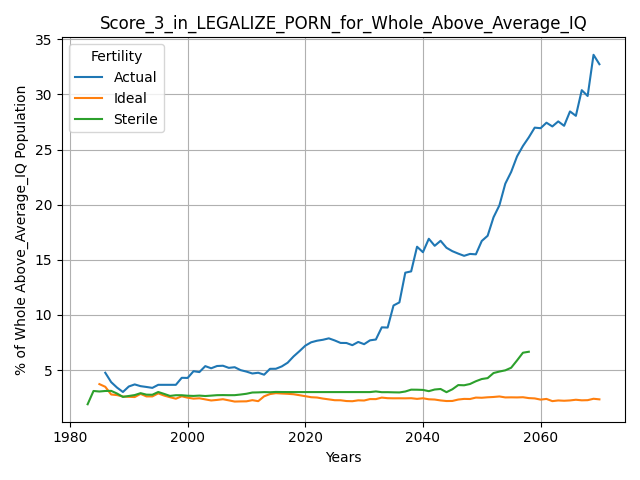 Score_3_in_LEGALIZE_PORN_for_Whole_Above_Average_IQ
Fertility
Actual
Ideal
Sterile
% of Whole Above_Average_IQ Population
35
30
25
20
15
10
5
1980
2000
2020
2040
2060
Years